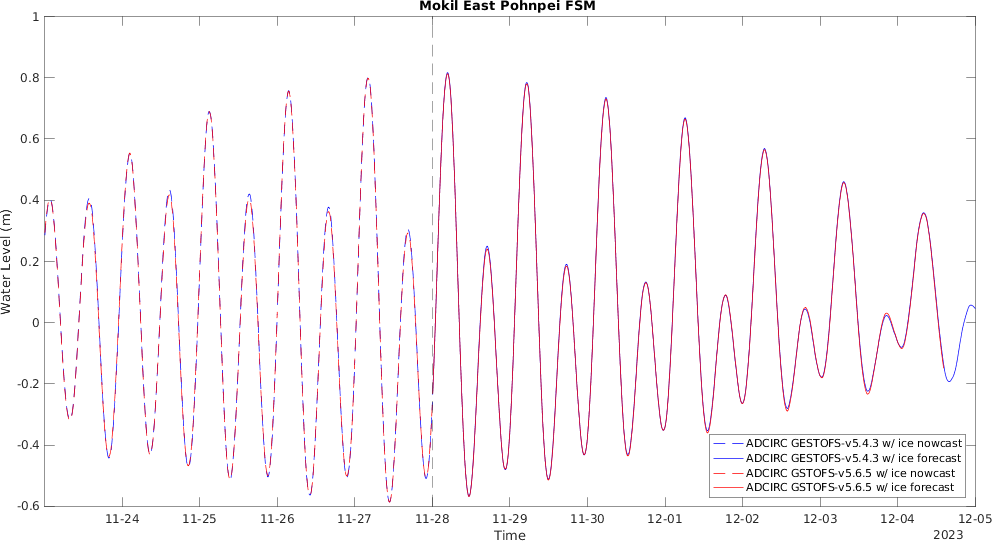 Mokil East Pohnpei FSM
1
0.8
0.6
0.4
0.2
0
-0.2
-0.4
-0.6
Water Level (m)
11-24 11-25 11-26 11-27 11-28 11-29 11-30 12-01 12-02 12-03 12-04 12-05
Time
2023
ADCIRC GESTOFS-v5.4.3 w/ ice nowcast
ADCIRC GESTOFS-v5.4.3 w/ ice forecast
ADCIRC GSTOFS-v5.6.5 w/ ice nowcast
ADCIRC GSTOFS-v5.6.5 w/ ice forecast